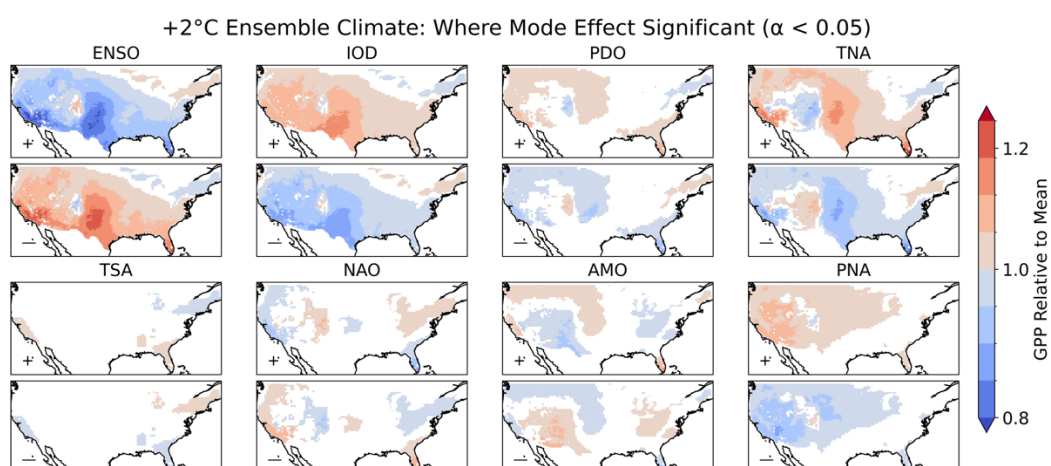 +2°C Ensemble Climate: Where Mode Effect Significant (α < 0.05)
ENSO IOD PDO TNA
+ + + +
− − − −
TSA NAO AMO PNA
+ + + +
− − − −
1.2
1.0
0.8
GPP Relative to Mean